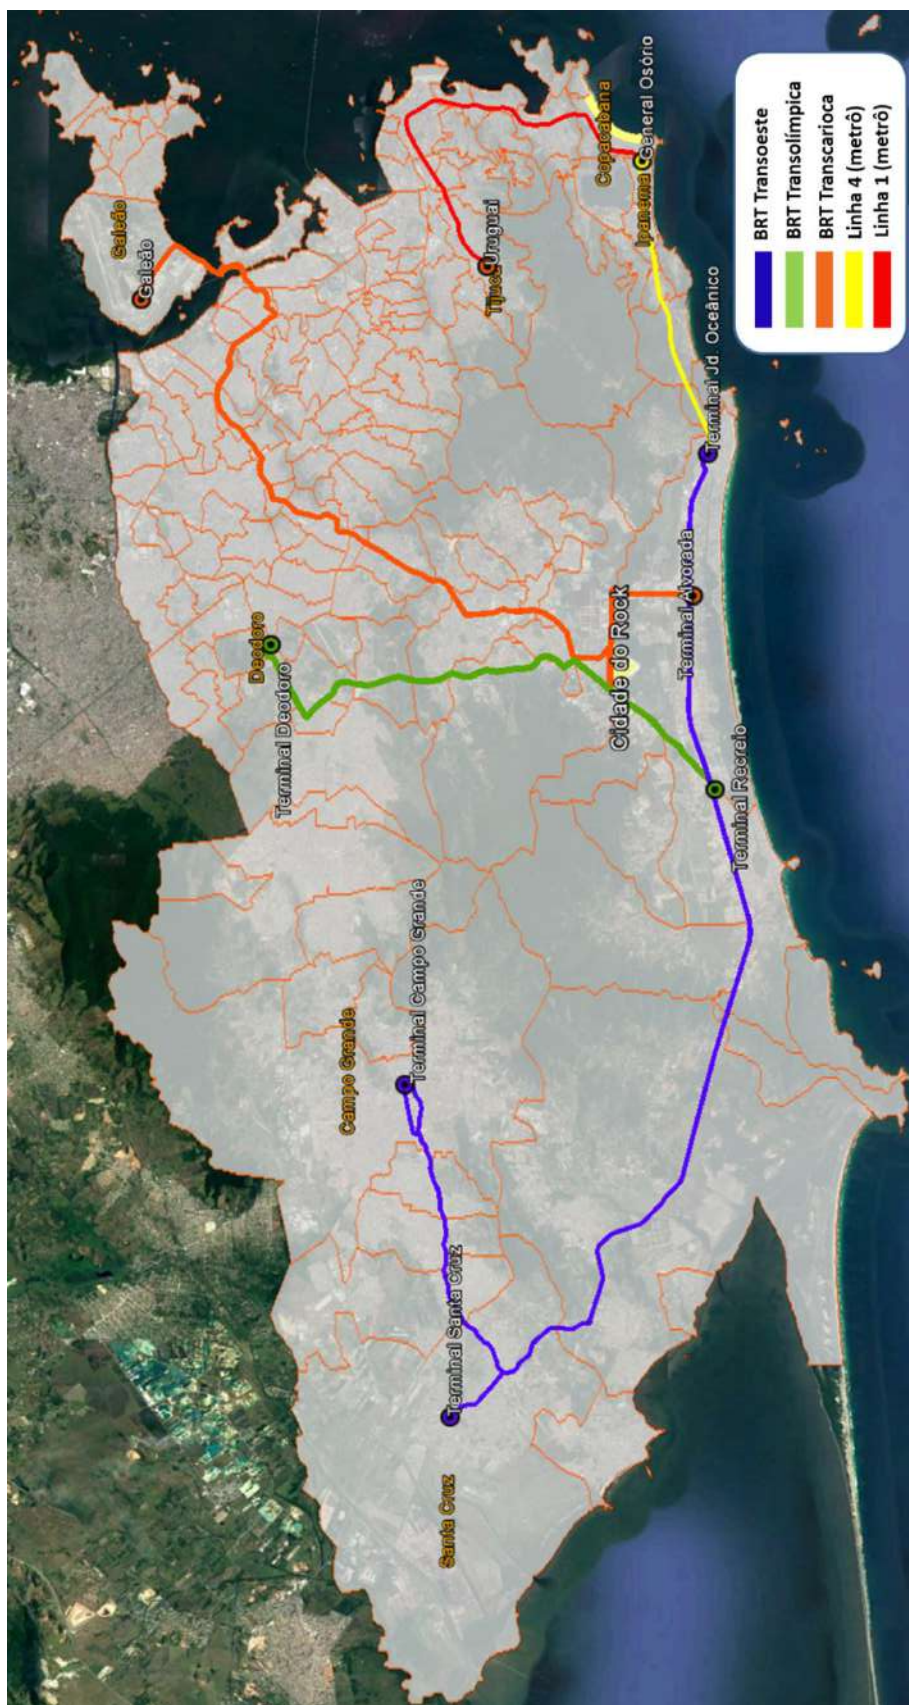 Santa Cruz
Terminal Santa Cruz
Campo Grande
Terminal Campo Grande
Deodoro
Terminal Deodoro
Galeão
Galeão
Tijuca
Uruguai
Copacabana
Ipanema
General Osório
Cidade do Rock
Terminal Recreio
Terminal Alvorada
Terminal Jd. Oceânico
BRT Transoeste
BRT Transolímpica
BRT Transcarioca
Linha 4 (metrô)
Linha 1 (metrô)